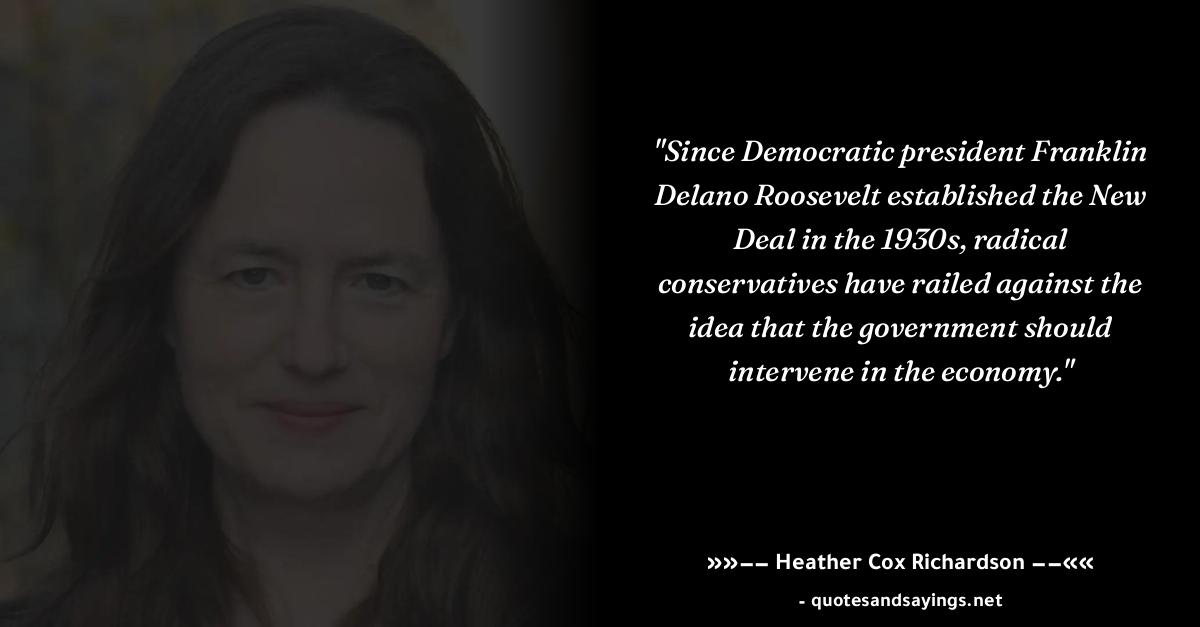 "Since Democratic president Franklin
Delano Roosevelt established the New
Deal in the 1930s, radical
conservatives have railed against the
idea that the government should
intervene in the economy."
»»–– Heather Cox Richardson ––««
- quotesandsayings.net